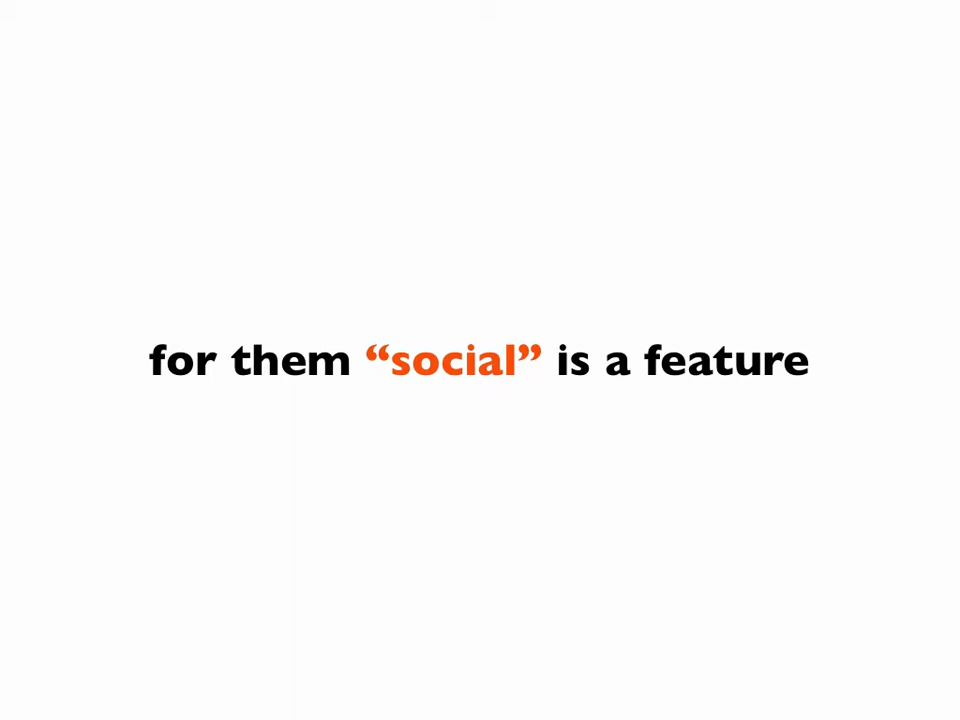 for them “social” is a feature